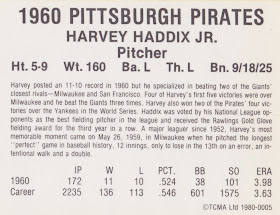 1960 PITTSBURGH PIRATES
HARVEY HADDIX JR.
Pitcher
Ht. 5-9 Wt. 160 Ba. L Th. L Bn. 9/18/25
Harvey posted an 11-10 record in 1960 but he specialized in beating two of the Giants'
closest rivals—Milwaukee and San Francisco. Four of Harvey's first five victories were over
Milwaukee and he beat the Giants three times. Harvey also won two of the Pirates' four vic-
tories over the Yankees in the World Series. Haddix was voted by his National League op-
ponents as the best fielding pitcher in the league and received the Rawlings Gold Glove
fielding award for the third year in a row. A major leaguer since 1952, Harvey's most
memorable day came on May 26, 1959, in Milwaukee, when he pitched the longest
"perfect" game in baseball history, 12 innings, only to lose in the 13th on an error, an in-
tentional walk and a double.
IP W L PCT. BB SO ERA
1960 172 11 10 .524 38 101 3.98
Career 2235 136 113 .546 601 1575 3.63
©TCMA Ltd 1980-0005